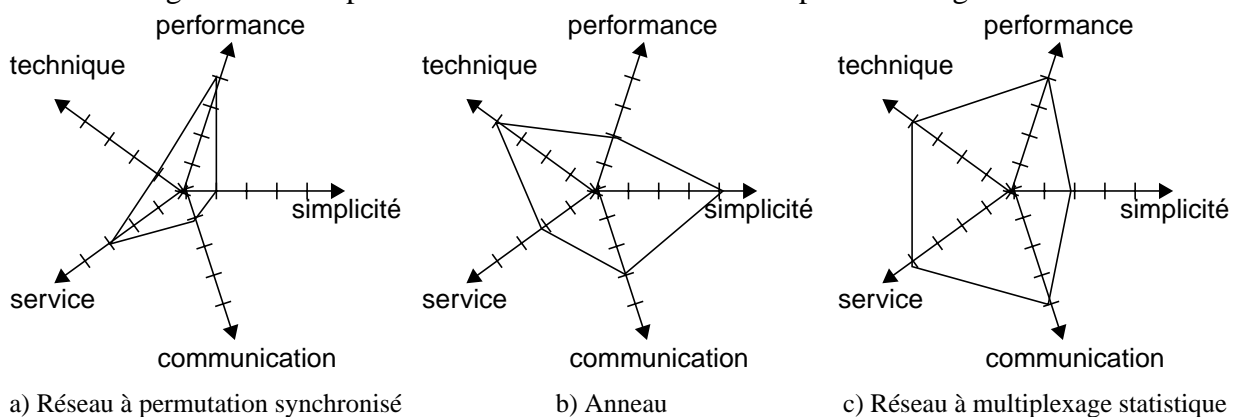 performance performance performance
technique technique technique
simplicité simplicité simplicité
service service service
communication communication communication
a) Réseau à permutation synchronisé b) Anneau c) Réseau à multiplexage statistique